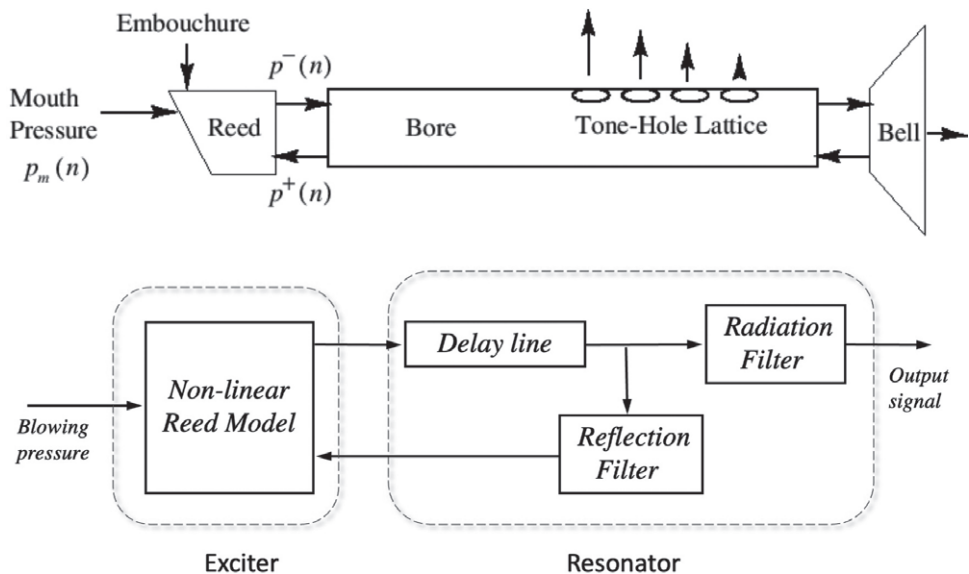 Embouchure
Mouth
Pressure
p_m(n)
Reed
p^-(n)
p^+(n)
Bore
Tone-Hole Lattice
Bell
Blowing
pressure
Non-linear
Reed Model
Delay line
Reflection
Filter
Radiation
Filter
Output
signal
Exciter
Resonator